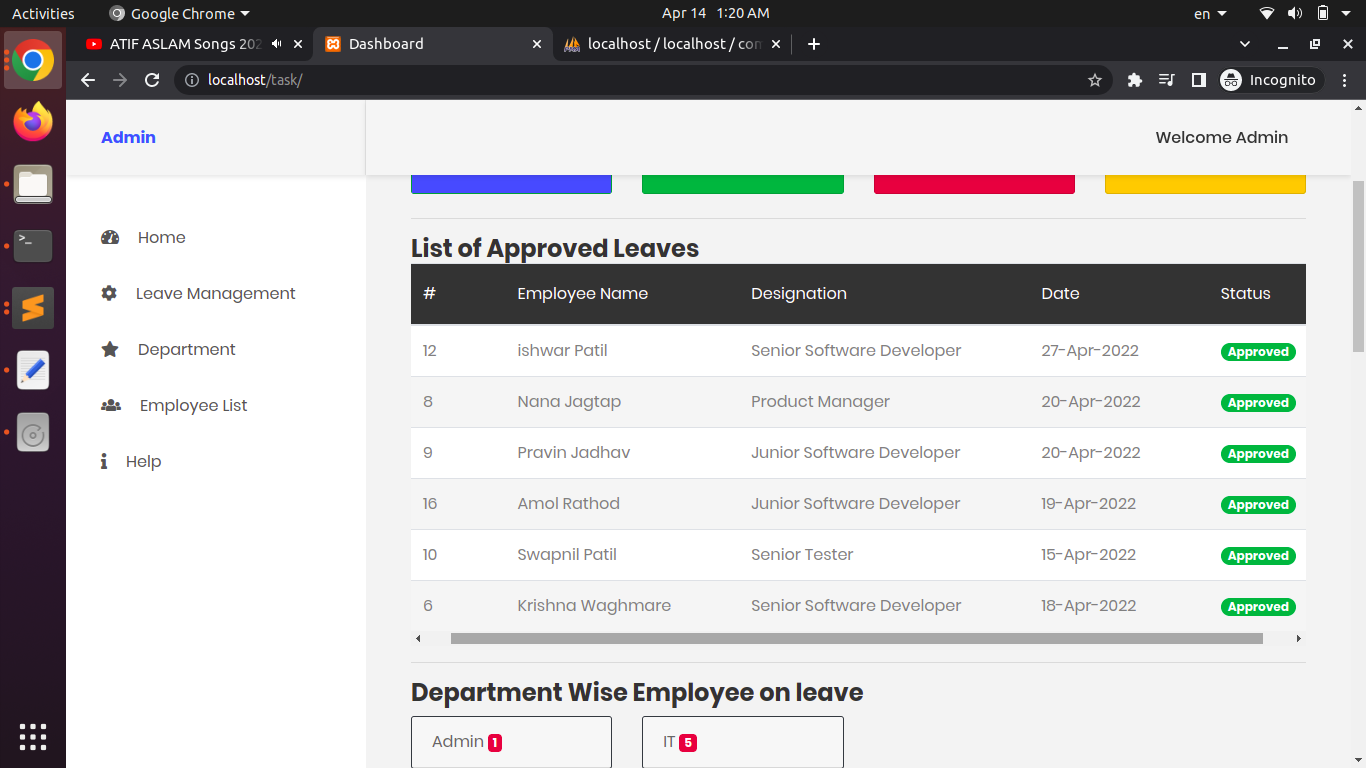 Activities Google Chrome Apr 14 1:20 AM en
ATIF ASLAM Songs 202 Dashboard localhost / localhost / con
localhost/task/ Incognito
Admin Welcome Admin
Home
Leave Management
Department
Employee List
Help
List of Approved Leaves
# Employee Name Designation Date Status
12 ishwar Patil Senior Software Developer 27-Apr-2022 Approved
8 Nana Jagtap Product Manager 20-Apr-2022 Approved
9 Pravin Jadhav Junior Software Developer 20-Apr-2022 Approved
16 Amol Rathod Junior Software Developer 19-Apr-2022 Approved
10 Swapnil Patil Senior Tester 15-Apr-2022 Approved
6 Krishna Waghmare Senior Software Developer 18-Apr-2022 Approved
Department Wise Employee on leave
Admin 1 IT 5